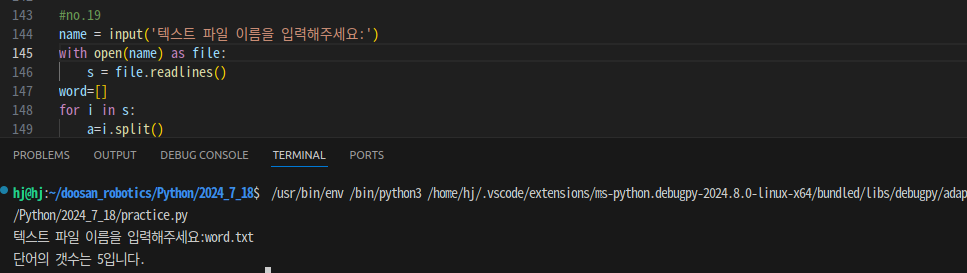 143 #no.19
144 name = input('텍스트 파일 이름을 입력해주세요:')
145 with open(name) as file:
146 s = file.readlines()
147 word=[]
148 for i in s:
149 a=i.split()
PROBLEMS OUTPUT DEBUG CONSOLE TERMINAL PORTS
hj@hj:~/doosan_robotics/Python/2024_7_18$ /usr/bin/env /bin/python3 /home/hj/.vscode/extensions/ms-python.debugpy-2024.8.0-linux-x64/bundled/libs/debugpy/adap
/Python/2024_7_18/practice.py
텍스트 파일 이름을 입력해주세요:word.txt
단어의 갯수는 5입니다.